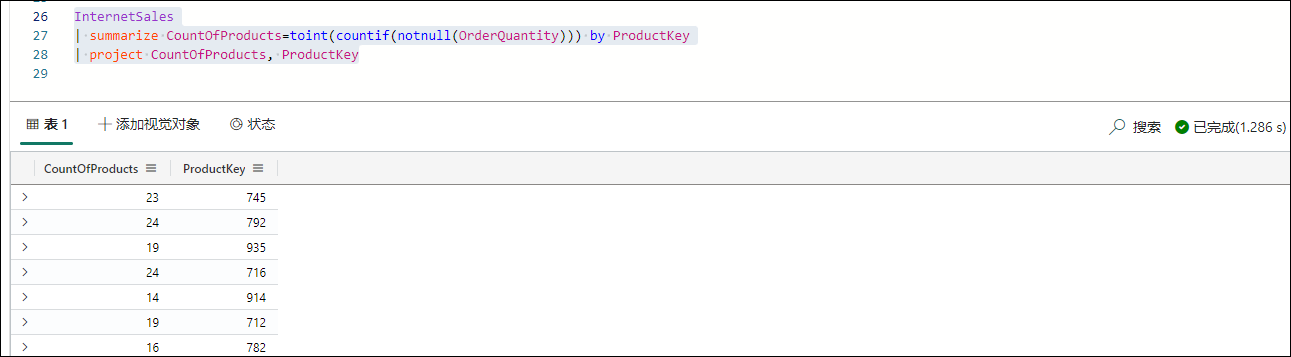 26 InternetSales
27 | summarize CountOfProducts=toint(countif(notnull(OrderQuantity))) by ProductKey
28 | project CountOfProducts, ProductKey
29
表 1 添加视觉对象 状态 搜索 已完成(1.286 s)
CountOfProducts ProductKey
23 745
24 792
19 935
24 716
14 914
19 712
16 782